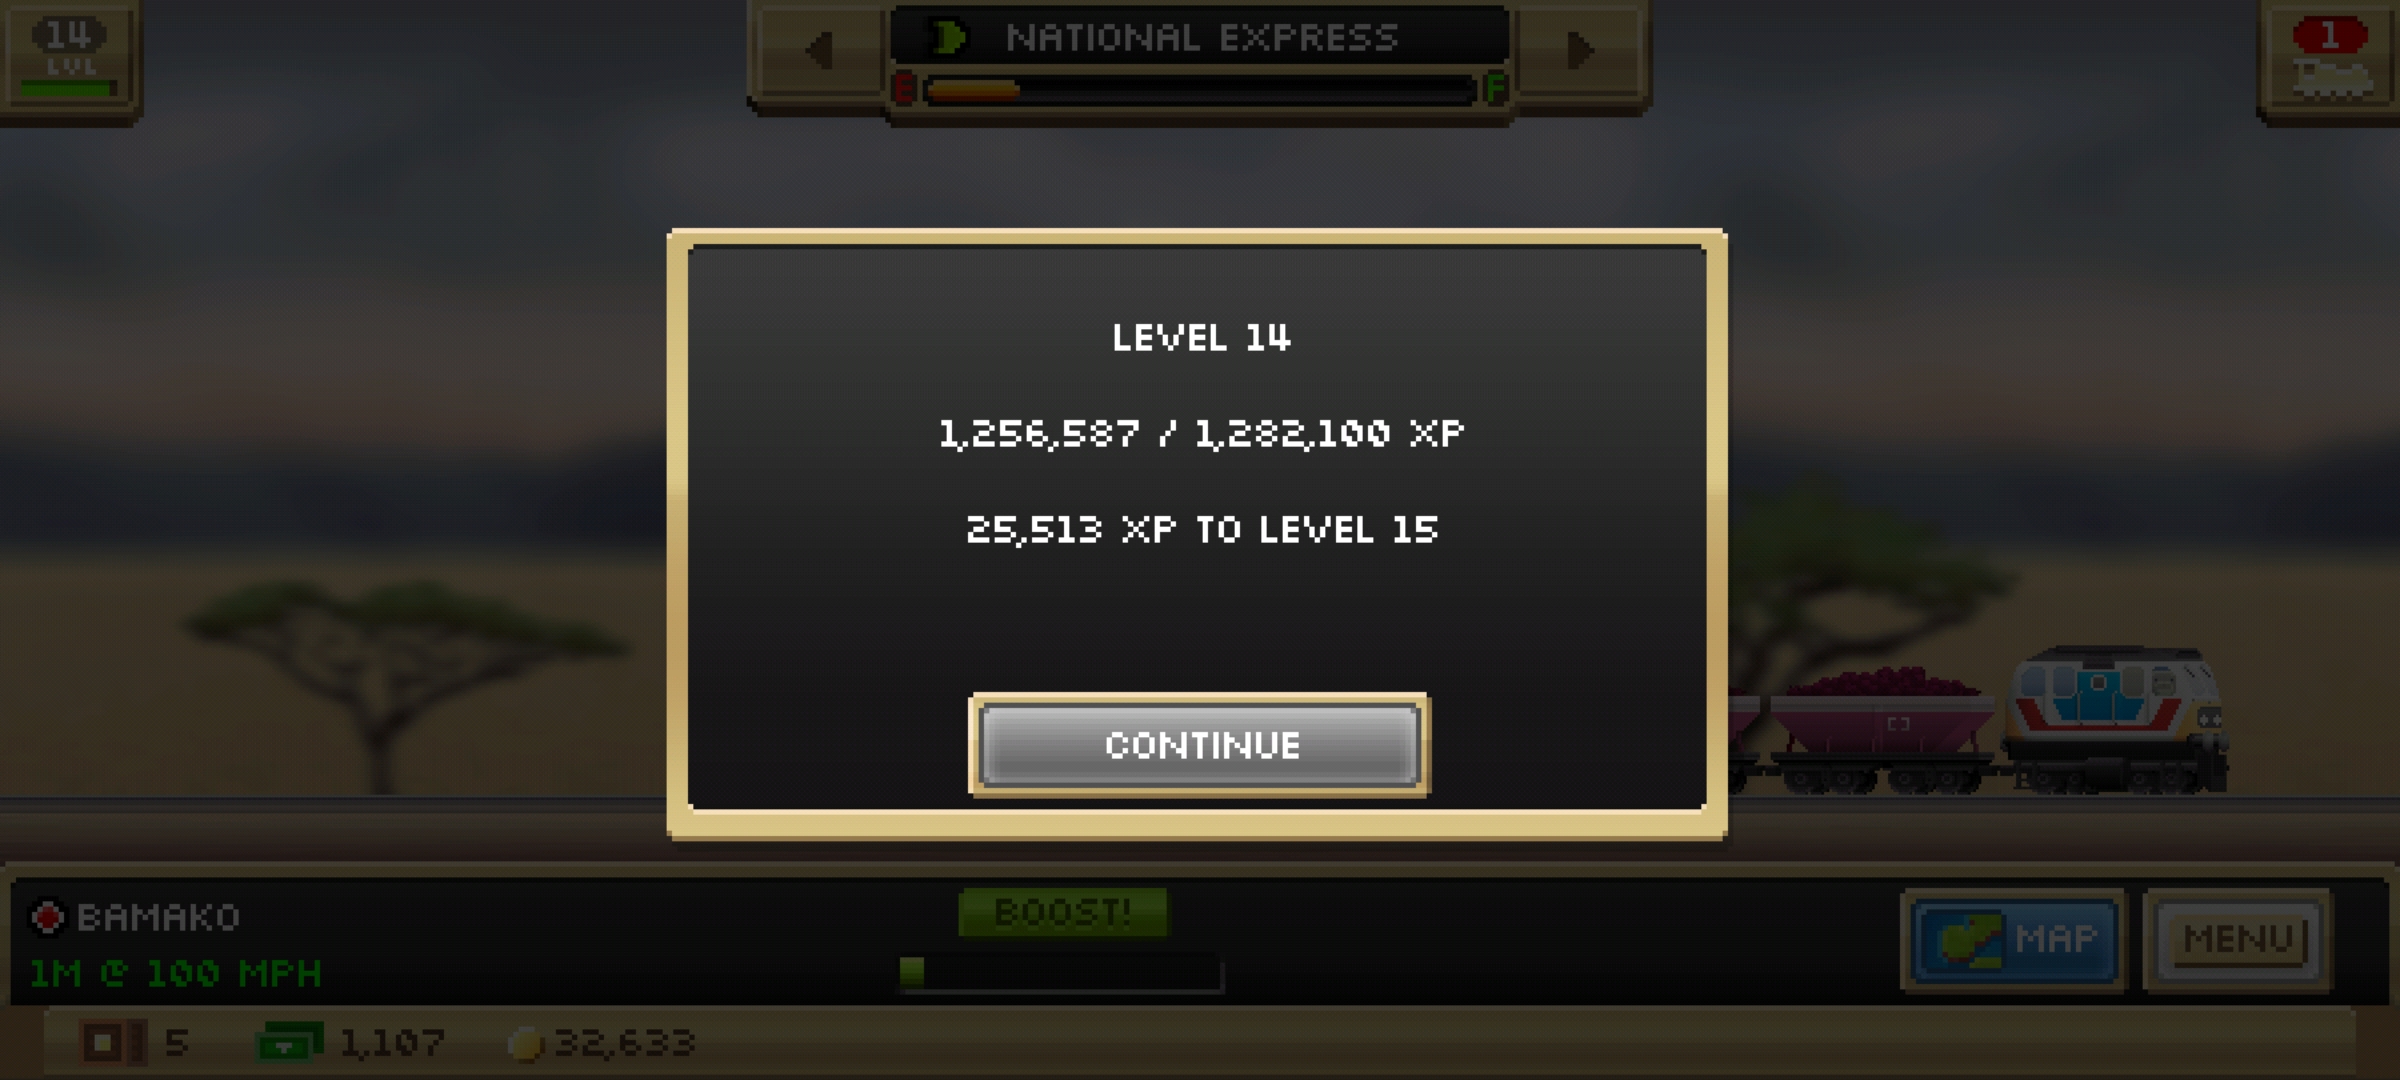 14
LVL
NATIONAL EXPRESS
E
F
1
LEVEL 14
1,256,587 / 1,282,100 XP
25,513 XP TO LEVEL 15
CONTINUE
BAMAKO
1M @ 100 MPH
BOOST!
MAP
MENU
5
1,107
32,633